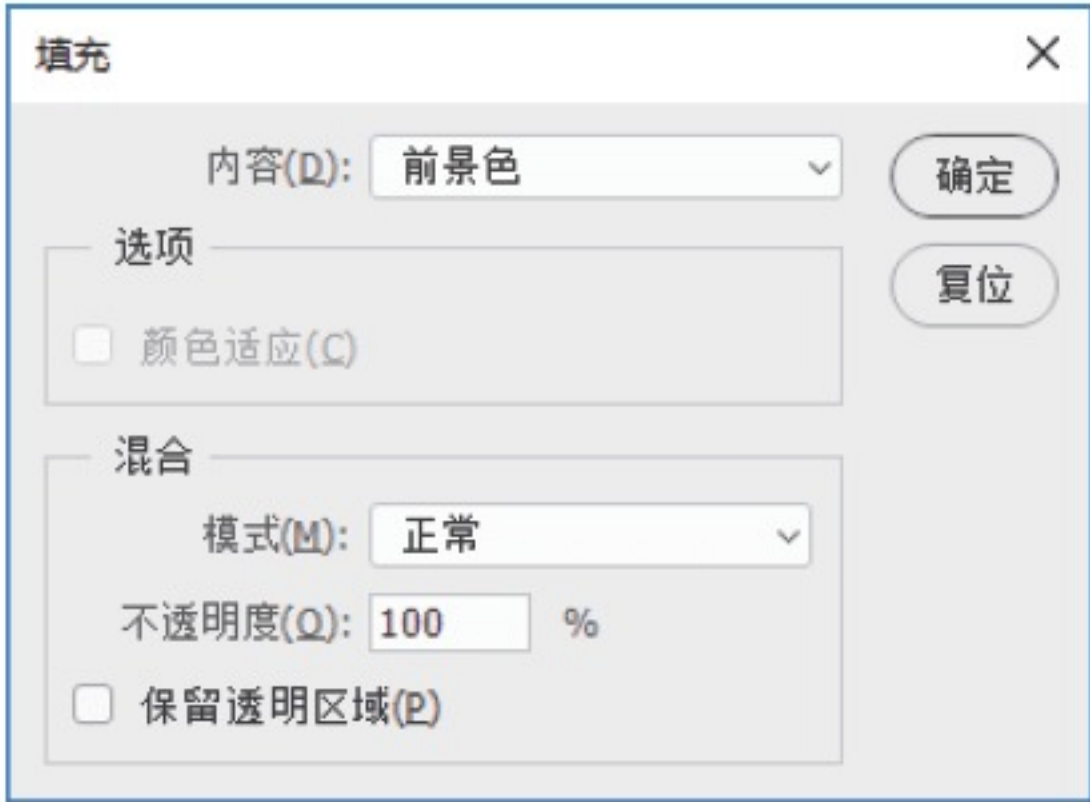 填充
内容(D): 前景色
确定
选项
复位
颜色适应(C)
混合
模式(M): 正常
不透明度(O): 100 %
保留透明区域(P)